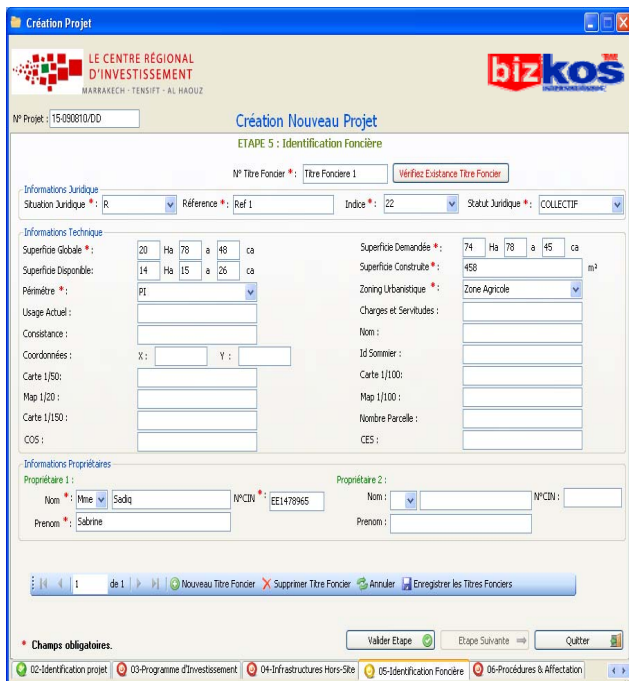 Création Projet
LE CENTRE RÉGIONAL
D'INVESTISSEMENT
MARRAKECH - TENSIFT - AL HAOUZ
bizkos
INTERNATIONAL
N° Projet : 15-090810/DD
Création Nouveau Projet
ETAPE 5 : Identification Foncière
N° Titre Foncier * : Titre Fonciere 1 Vérifiez Existance Titre Foncier
Informations Juridique
Situation Juridique * : R Réference * : Ref 1 Indice * : 22 Statut Juridique * : COLLECTIF
Informations Technique
Superficie Globale * : 20 Ha 78 a 48 ca Superficie Demandée * : 74 Ha 78 a 45 ca
Superficie Disponible: 14 Ha 15 a 26 ca Superficie Construite * : 458 m²
Périmétre * : PI Zoning Urbanistique * : Zone Agricole
Usage Actuel : Charges et Servitudes :
Consistance : Nom :
Coordonnées : X : Y : Id Sommier :
Carte 1/50: Carte 1/100:
Map 1/20 : Map 1/100 :
Carte 1/150 : Nombre Parcelle :
COS : CES :
Informations Propriétaires
Propriétaire 1 : Propriétaire 2 :
Nom * : Mme Sadiq N°CIN * : EE1478965 Nom : N°CIN :
Prenom * : Sabrine Prenom :
1 de 1 Nouveau Titre Foncier Supprimer Titre Foncier Annuler Enregistrer les Titres Fonciers
* Champs obligatoires.
Valider Etape Etape Suivante Quitter
02-Identification projet 03-Programme d'Investissement 04-Infrastructures Hors-Site 05-Identification Foncière 06-Procédures & Affectation